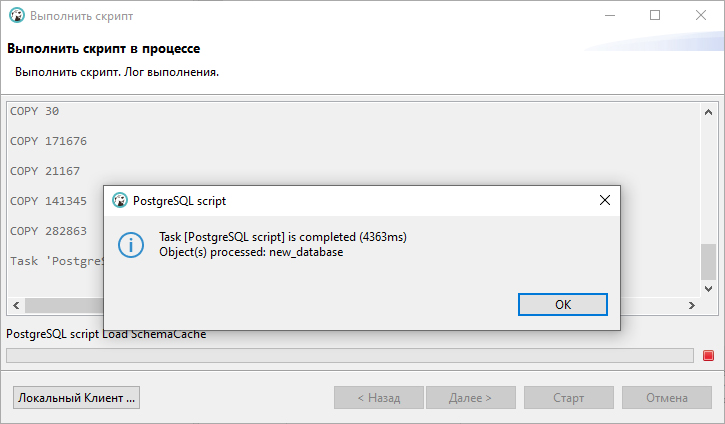 Выполнить скрипт
Выполнить скрипт в процессе
Выполнить скрипт. Лог выполнения.
COPY 30
COPY 171676
COPY 21167
COPY 141345
COPY 282863
Task 'PostgreS
PostgreSQL script
Task [PostgreSQL script] is completed (4363ms)
Object(s) processed: new_database
OK
PostgreSQL script Load SchemaCache
Локальный Клиент ...
< Назад
Далее >
Старт
Отмена